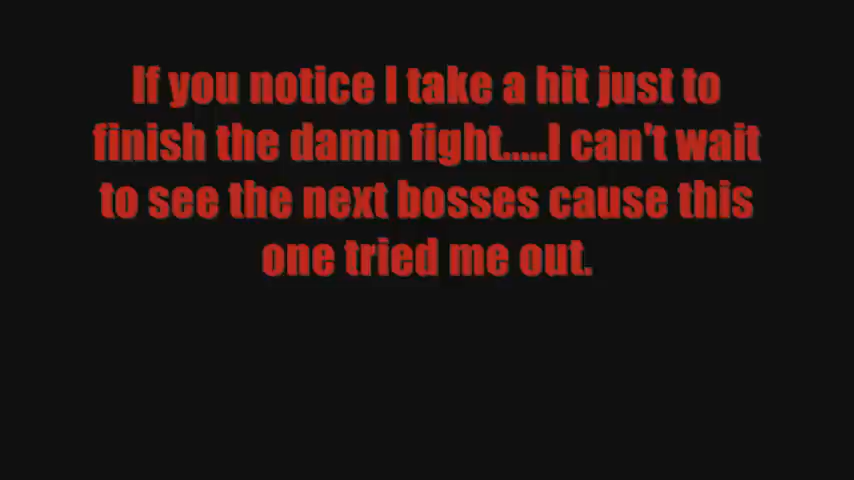 If you notice I take a hit just to
finish the damn fight.....I can't wait
to see the next bosses cause this
one tried me out.